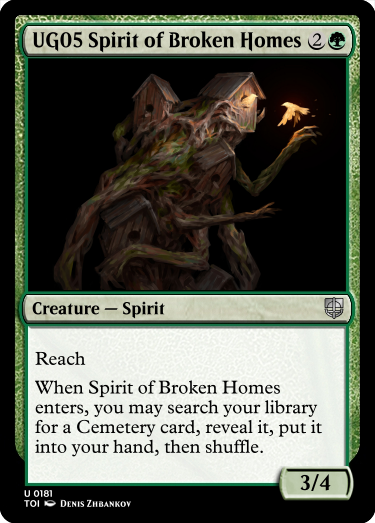 UG05 Spirit of Broken Homes 2
Creature — Spirit
Reach
When Spirit of Broken Homes
enters, you may search your library
for a Cemetery card, reveal it, put it
into your hand, then shuffle.
3/4
U 0181
TOI DENIS ZHBANKOV